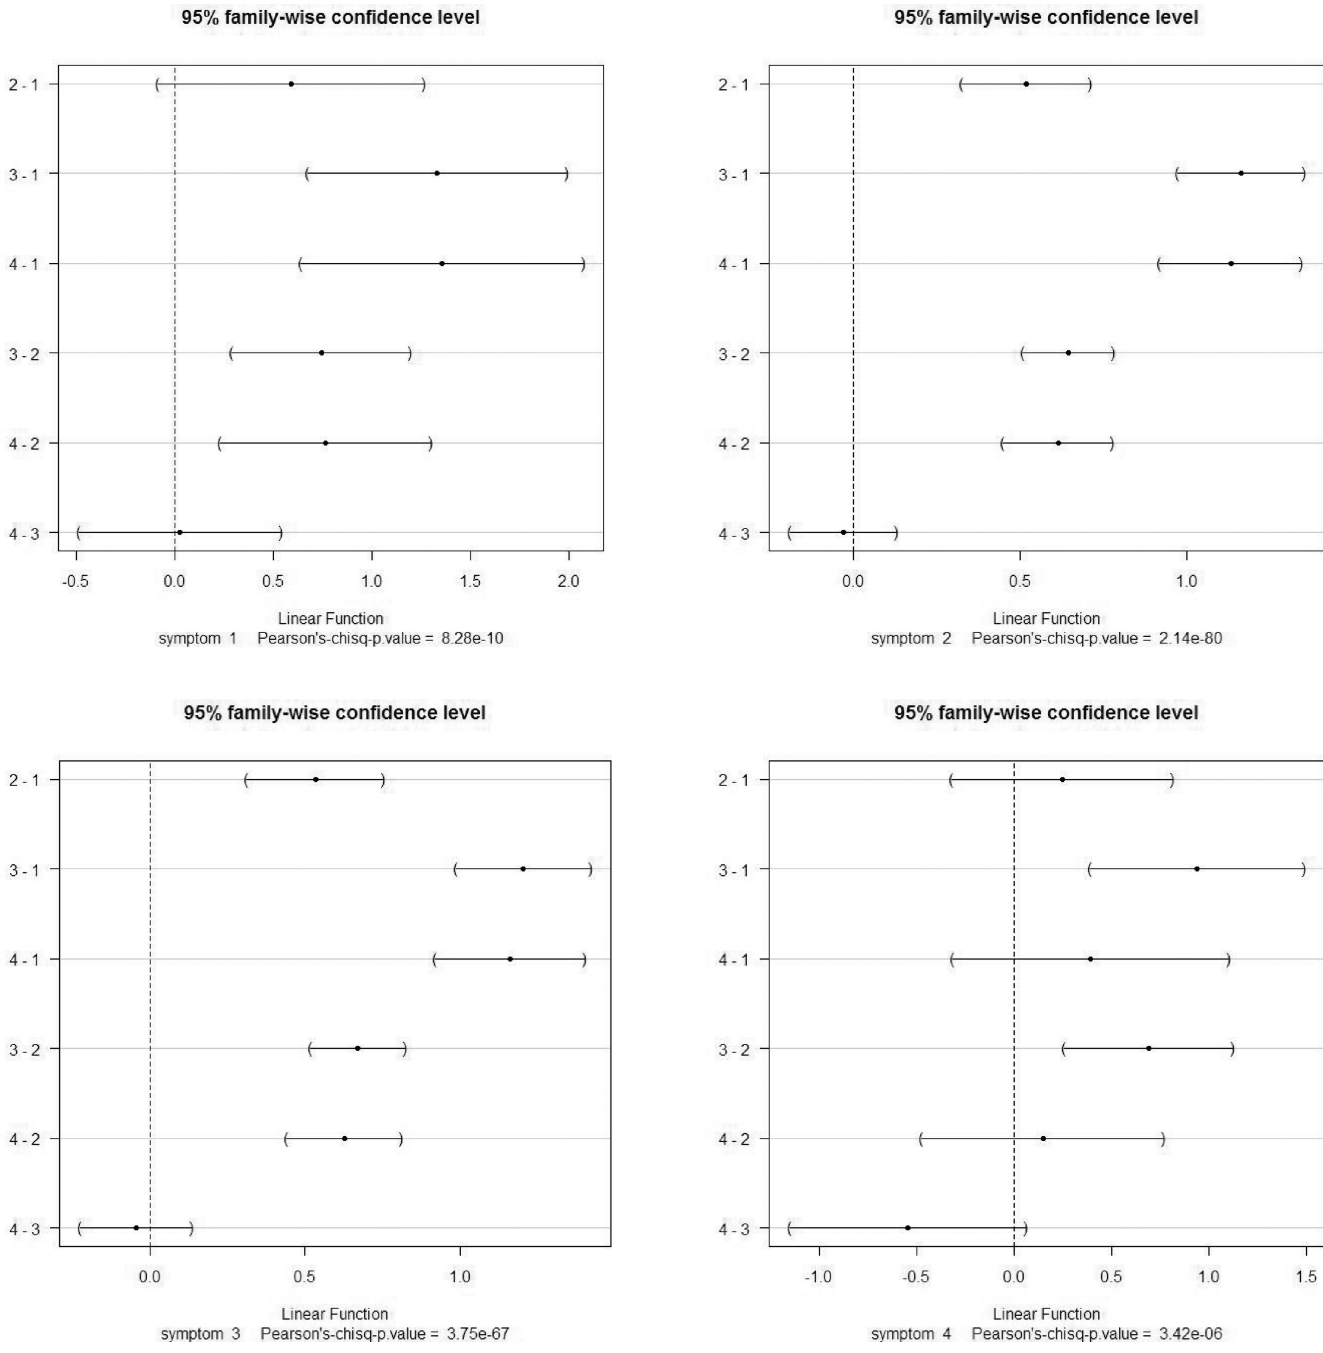 95% family-wise confidence level
2 - 1
3 - 1
4 - 1
3 - 2
4 - 2
4 - 3
-0.5 0.0 0.5 1.0 1.5 2.0
Linear Function
symptom 1 Pearson's-chisq-p.value = 8.28e-10
95% family-wise confidence level
2 - 1
3 - 1
4 - 1
3 - 2
4 - 2
4 - 3
0.0 0.5 1.0
Linear Function
symptom 2 Pearson's-chisq-p.value = 2.14e-80
95% family-wise confidence level
2 - 1
3 - 1
4 - 1
3 - 2
4 - 2
4 - 3
0.0 0.5 1.0
Linear Function
symptom 3 Pearson's-chisq-p.value = 3.75e-67
95% family-wise confidence level
2 - 1
3 - 1
4 - 1
3 - 2
4 - 2
4 - 3
-1.0 -0.5 0.0 0.5 1.0 1.5
Linear Function
symptom 4 Pearson's-chisq-p.value = 3.42e-06